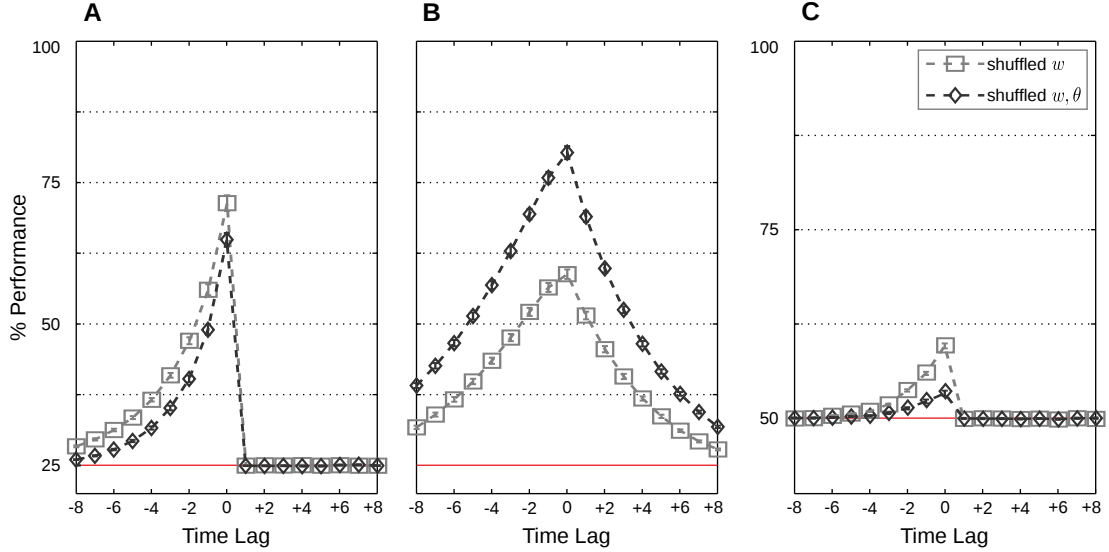 A
B
C
100
75
50
25
% Performance
-8 -6 -4 -2 0 +2 +4 +6 +8
Time Lag
-8 -6 -4 -2 0 +2 +4 +6 +8
Time Lag
100
75
50
shuffled w
shuffled w, θ
-8 -6 -4 -2 0 +2 +4 +6 +8
Time Lag